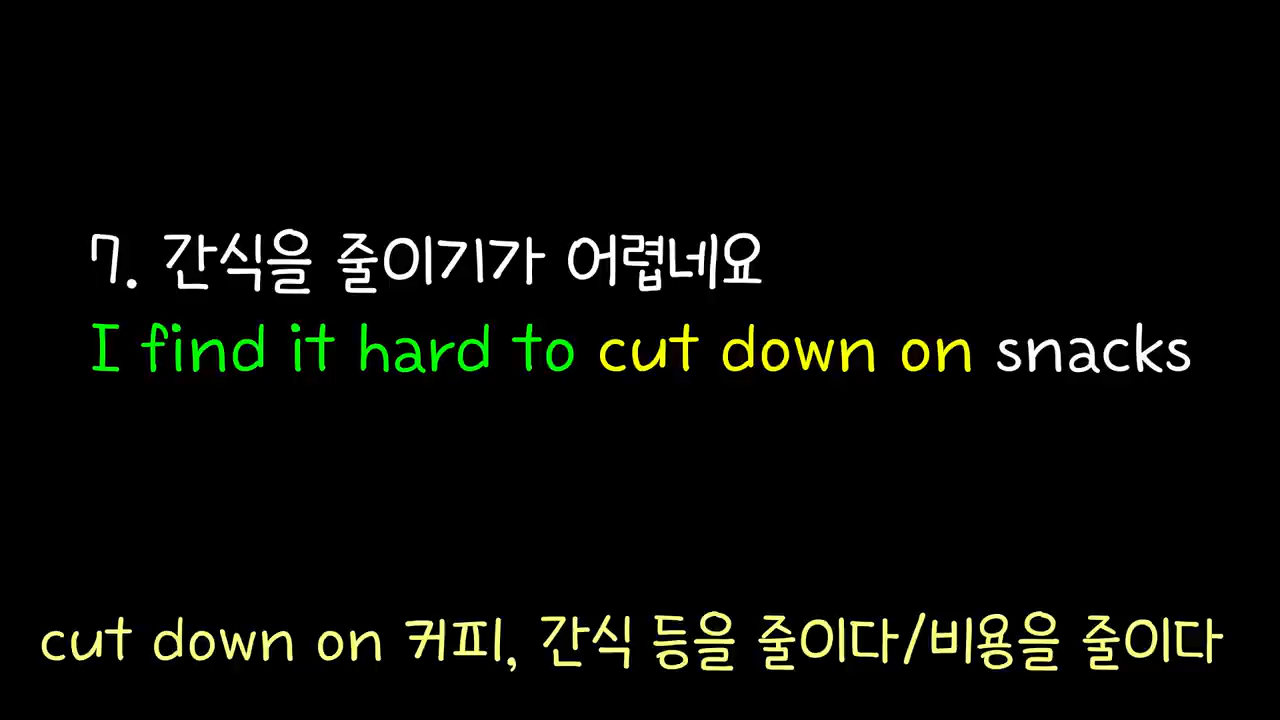 7. 간식을 줄이기가 어렵네요
I find it hard to cut down on snacks
cut down on 커피, 간식 등을 줄이다/비용을 줄이다